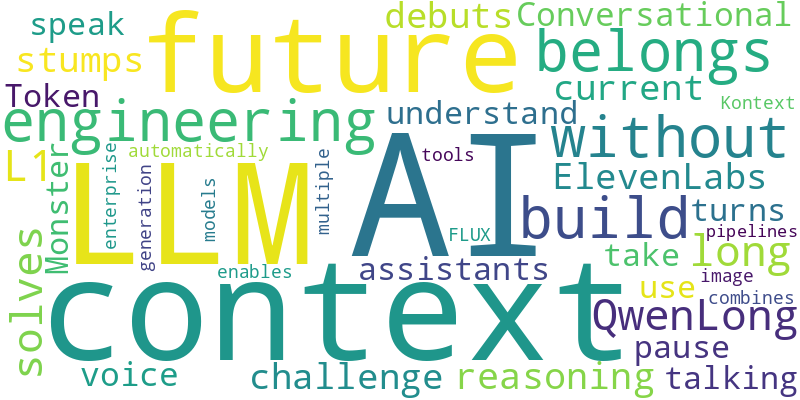 speak
future
debuts
Conversational
stumps
belongs
Token
current
Kontext
engineering
understand
without
L1
Monster
enterprise
automatically
generation
LLM
models
multiple
AI
tools
ElevenLabs
build
turns
FLUX
pipelines
solves
enables
assistants
take
long
image
use
combines
context
QwenLong
pause
voice
challenge
reasoning
talking